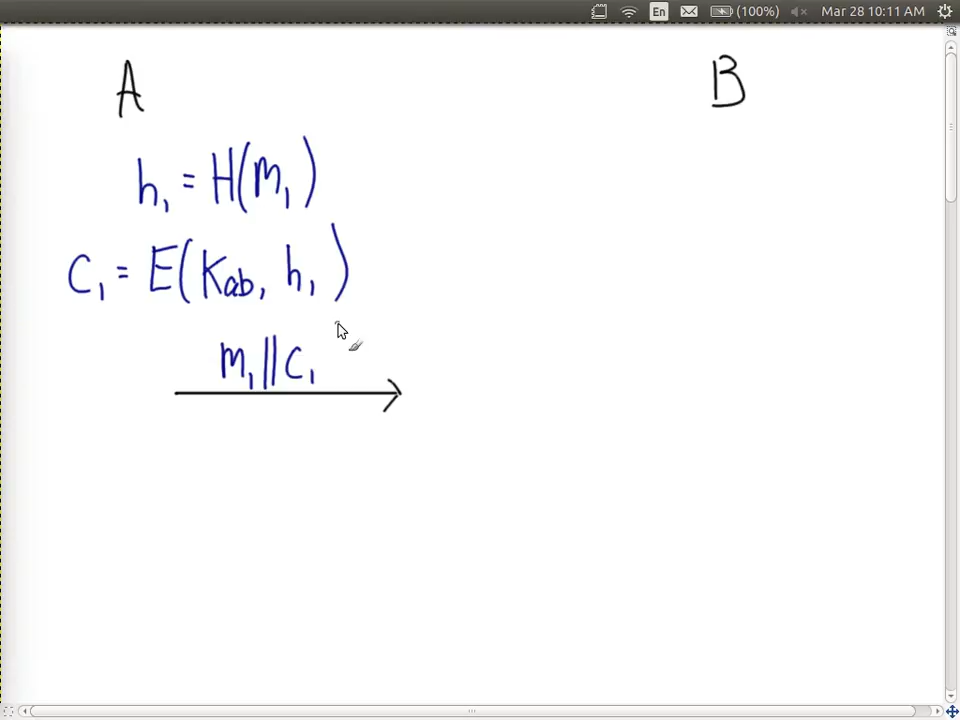 En (100%) Mar 28 10:11 AM
A B
h₁ = H(m₁)
C₁ = E(Kab, h₁)
m₁||C₁